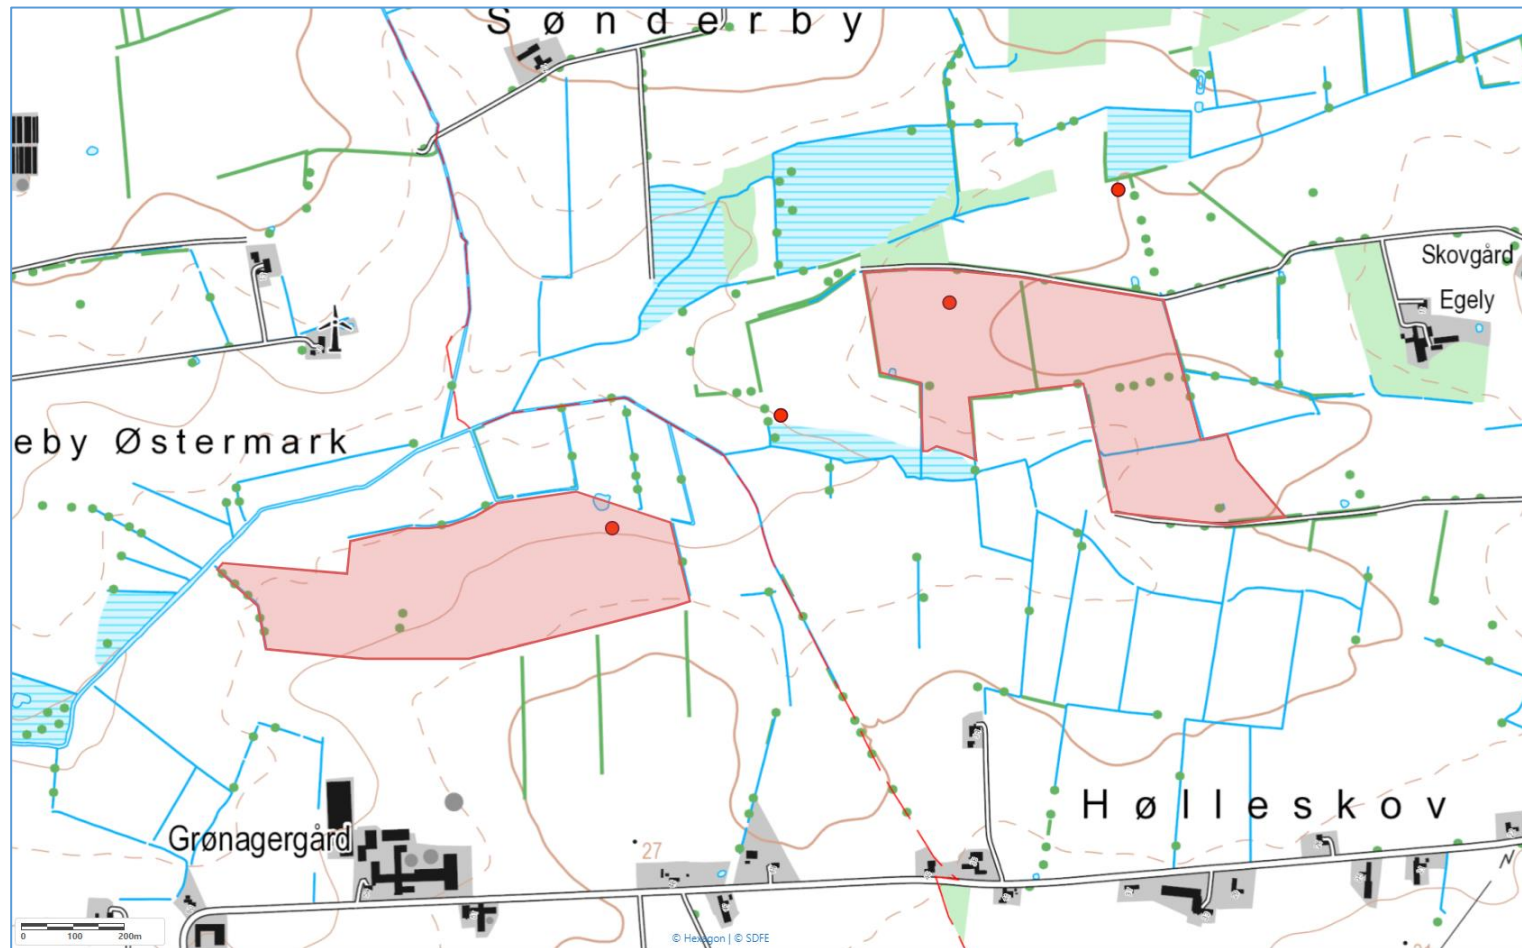 Sønderby
Skovgård
Egely
eby Østermark
Hølleskov
Grønagergård
27
0 100 200m
© Hexagon | © SDFE